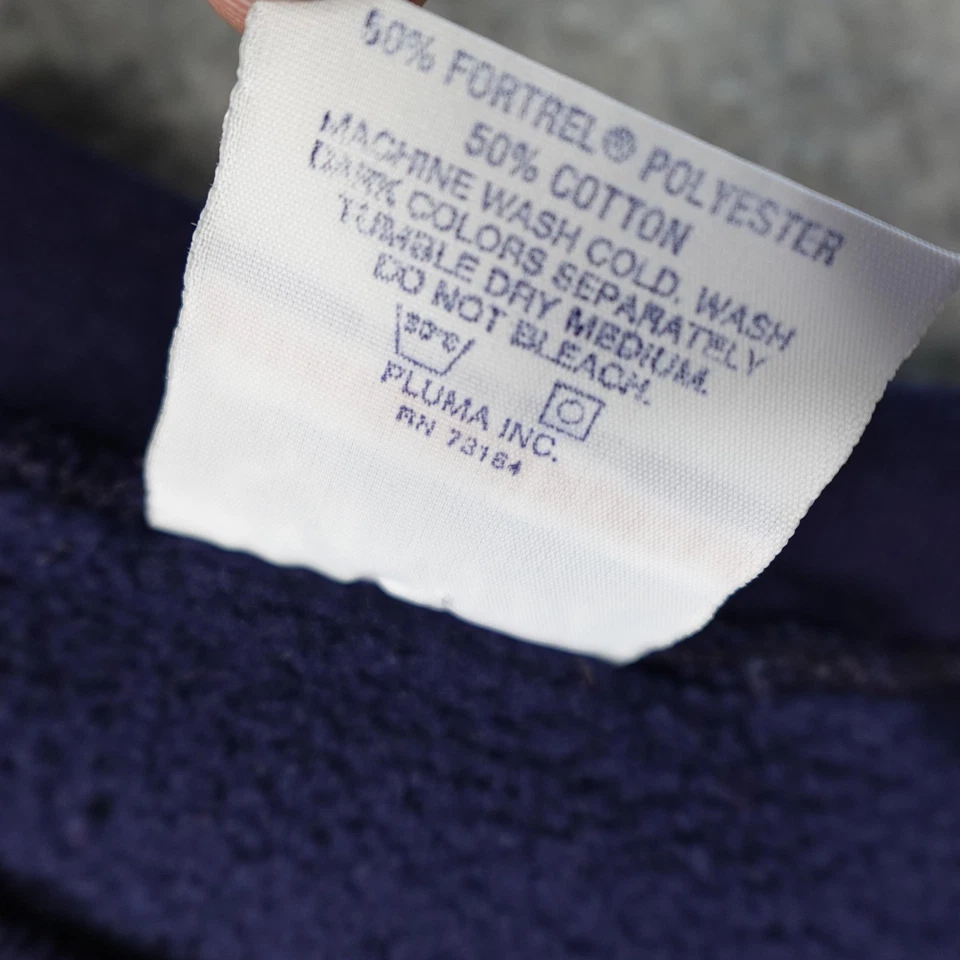 50% FORTREL® POLYESTER
50% COTTON
MACHINE WASH COLD. WASH
DARK COLORS SEPARATELY
TUMBLE DRY MEDIUM.
DO NOT BLEACH.
30°C
PLUMA INC.
RN 73184